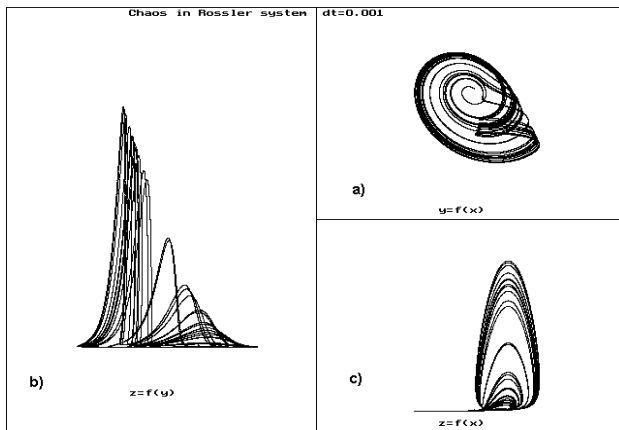 Chaos in Rossler system
dt=0.001
a)
y=f(x)
b)
z=f(y)
c)
z=f(x)